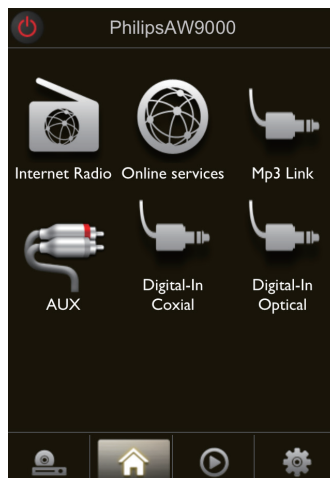 PhilipsAW9000
Internet Radio Online services Mp3 Link
AUX Digital-In Coxial Digital-In Optical